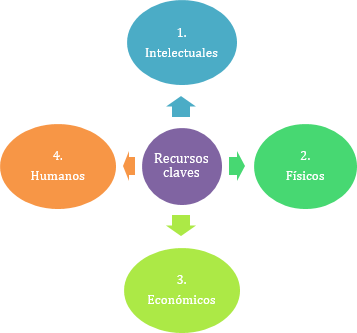 1.
Intelectuales
4.
Humanos
Recursos
claves
2.
Físicos
3.
Económicos